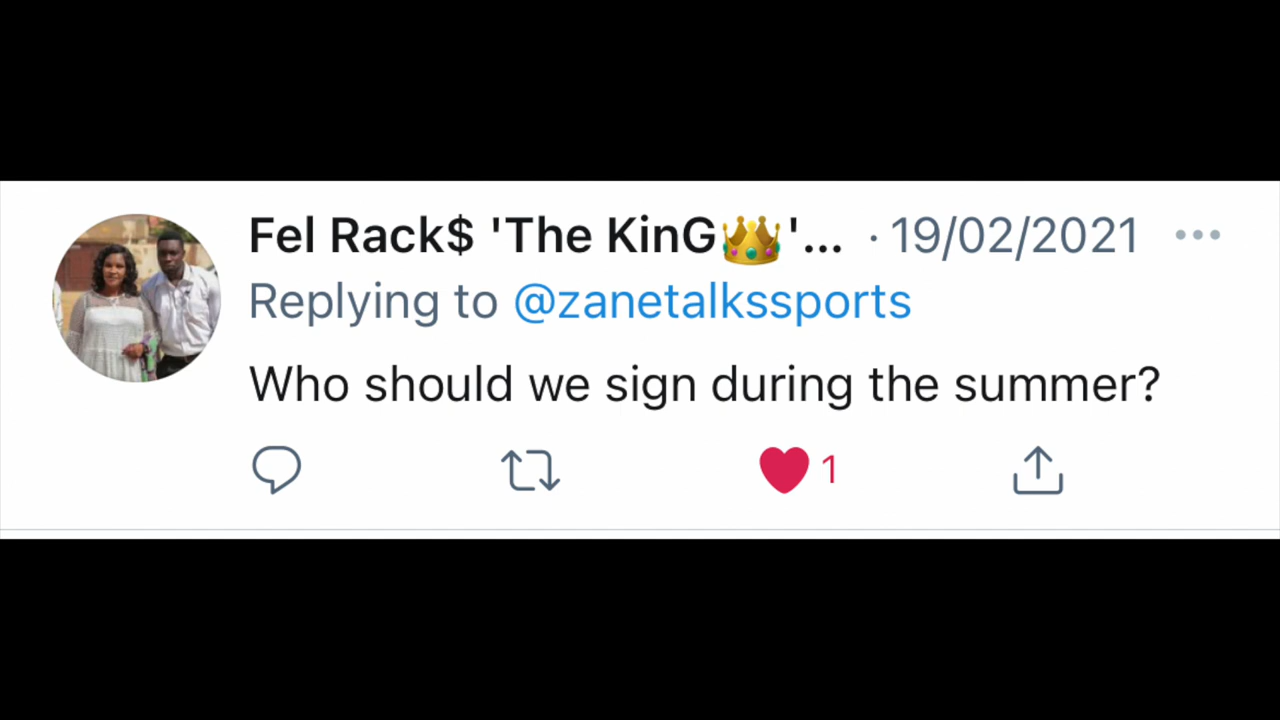 Fel Rack$ 'The KinG👑'... · 19/02/2021
Replying to @zanetalkssports
Who should we sign during the summer?
1